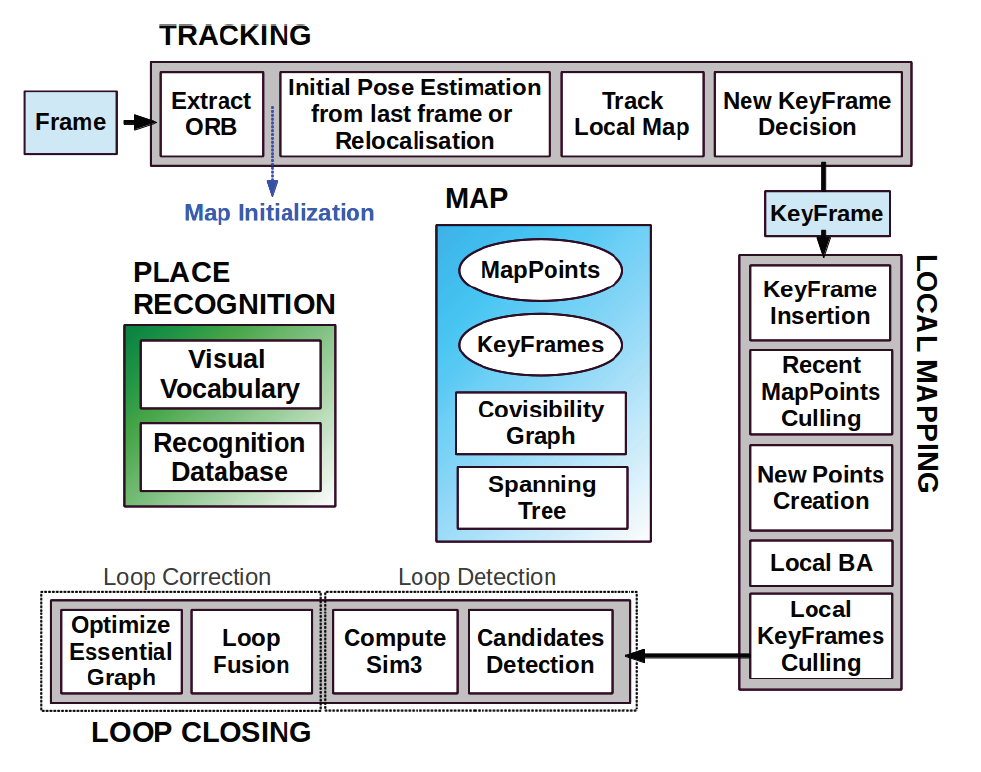 TRACKING
Frame
Extract
ORB
Initial Pose Estimation
from last frame or
Relocalisation
Track
Local Map
New KeyFrame
Decision
Map Initialization
KeyFrame
MAP
MapPoints
KeyFrames
Covisibility
Graph
Spanning
Tree
PLACE
RECOGNITION
Visual
Vocabulary
Recognition
Database
LOCAL MAPPING
KeyFrame
Insertion
Recent
MapPoints
Culling
New Points
Creation
Local BA
Local
KeyFrames
Culling
Loop Correction
Loop Detection
Optimize
Essential
Graph
Loop
Fusion
Compute
Sim3
Candidates
Detection
LOOP CLOSING